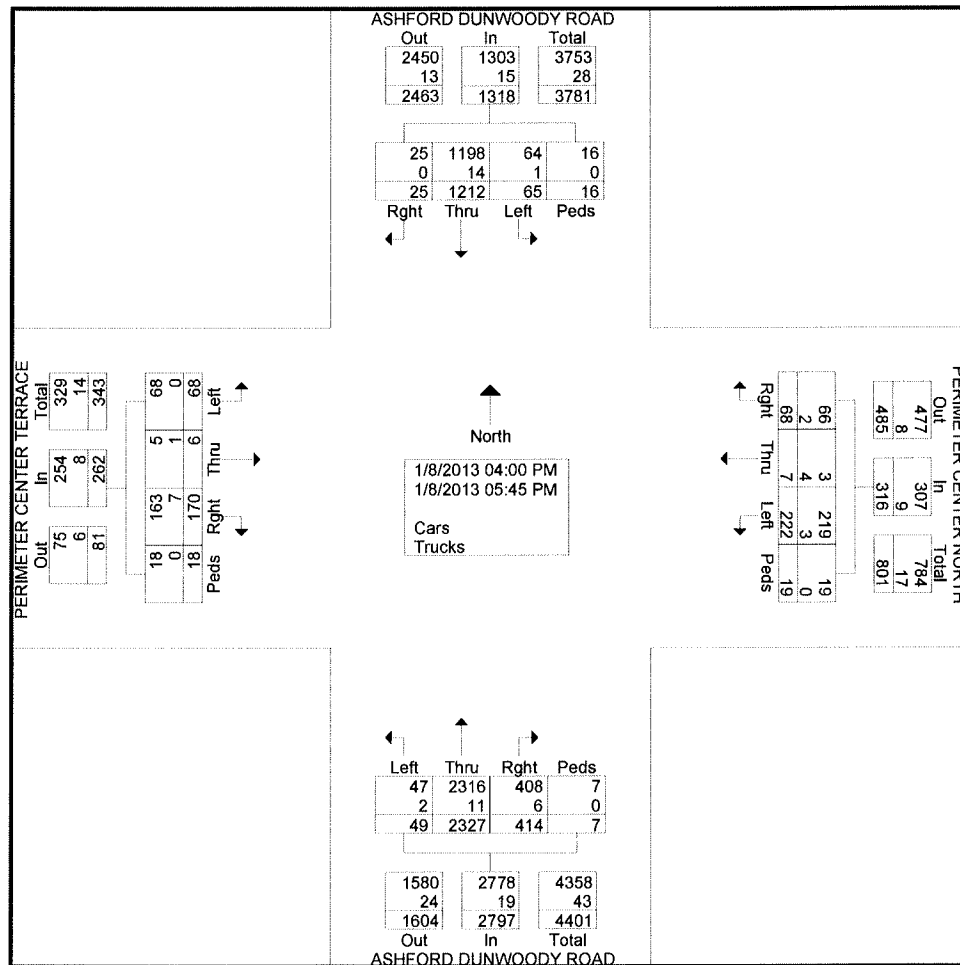 ASHFORD DUNWOODY ROAD
Out In Total
2450 1303 3753
13 15 28
2463 1318 3781
25 1198 64 16
0 14 1 0
25 1212 65 16
Rght Thru Left Peds
PERIMETER CENTER TERRACE
Total In Out
329 254 75
14 8 6
343 262 81
68 5 163 18
0 1 7 0
68 6 170 18
Left Thru Rght Peds
North
1/8/2013 04:00 PM
1/8/2013 05:45 PM
Cars
Trucks
PERIMETER CENTER NORTH
Out In Total
477 307 784
8 9 17
485 316 801
66 3 219 19
2 4 3 0
68 7 222 19
Rght Thru Left Peds
Left Thru Rght Peds
47 2316 408 7
2 11 6 0
49 2327 414 7
1580 2778 4358
24 19 43
1604 2797 4401
Out In Total
ASHFORD DUNWOODY ROAD